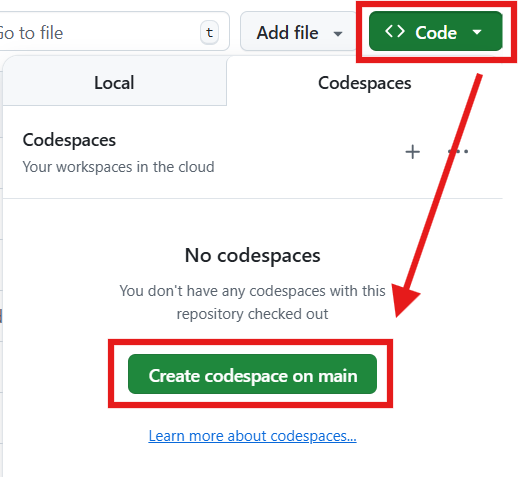 Go to file
t
Add file
Code
Local
Codespaces
Codespaces
Your workspaces in the cloud
No codespaces
You don't have any codespaces with this
repository checked out
Create codespace on main
Learn more about codespaces...